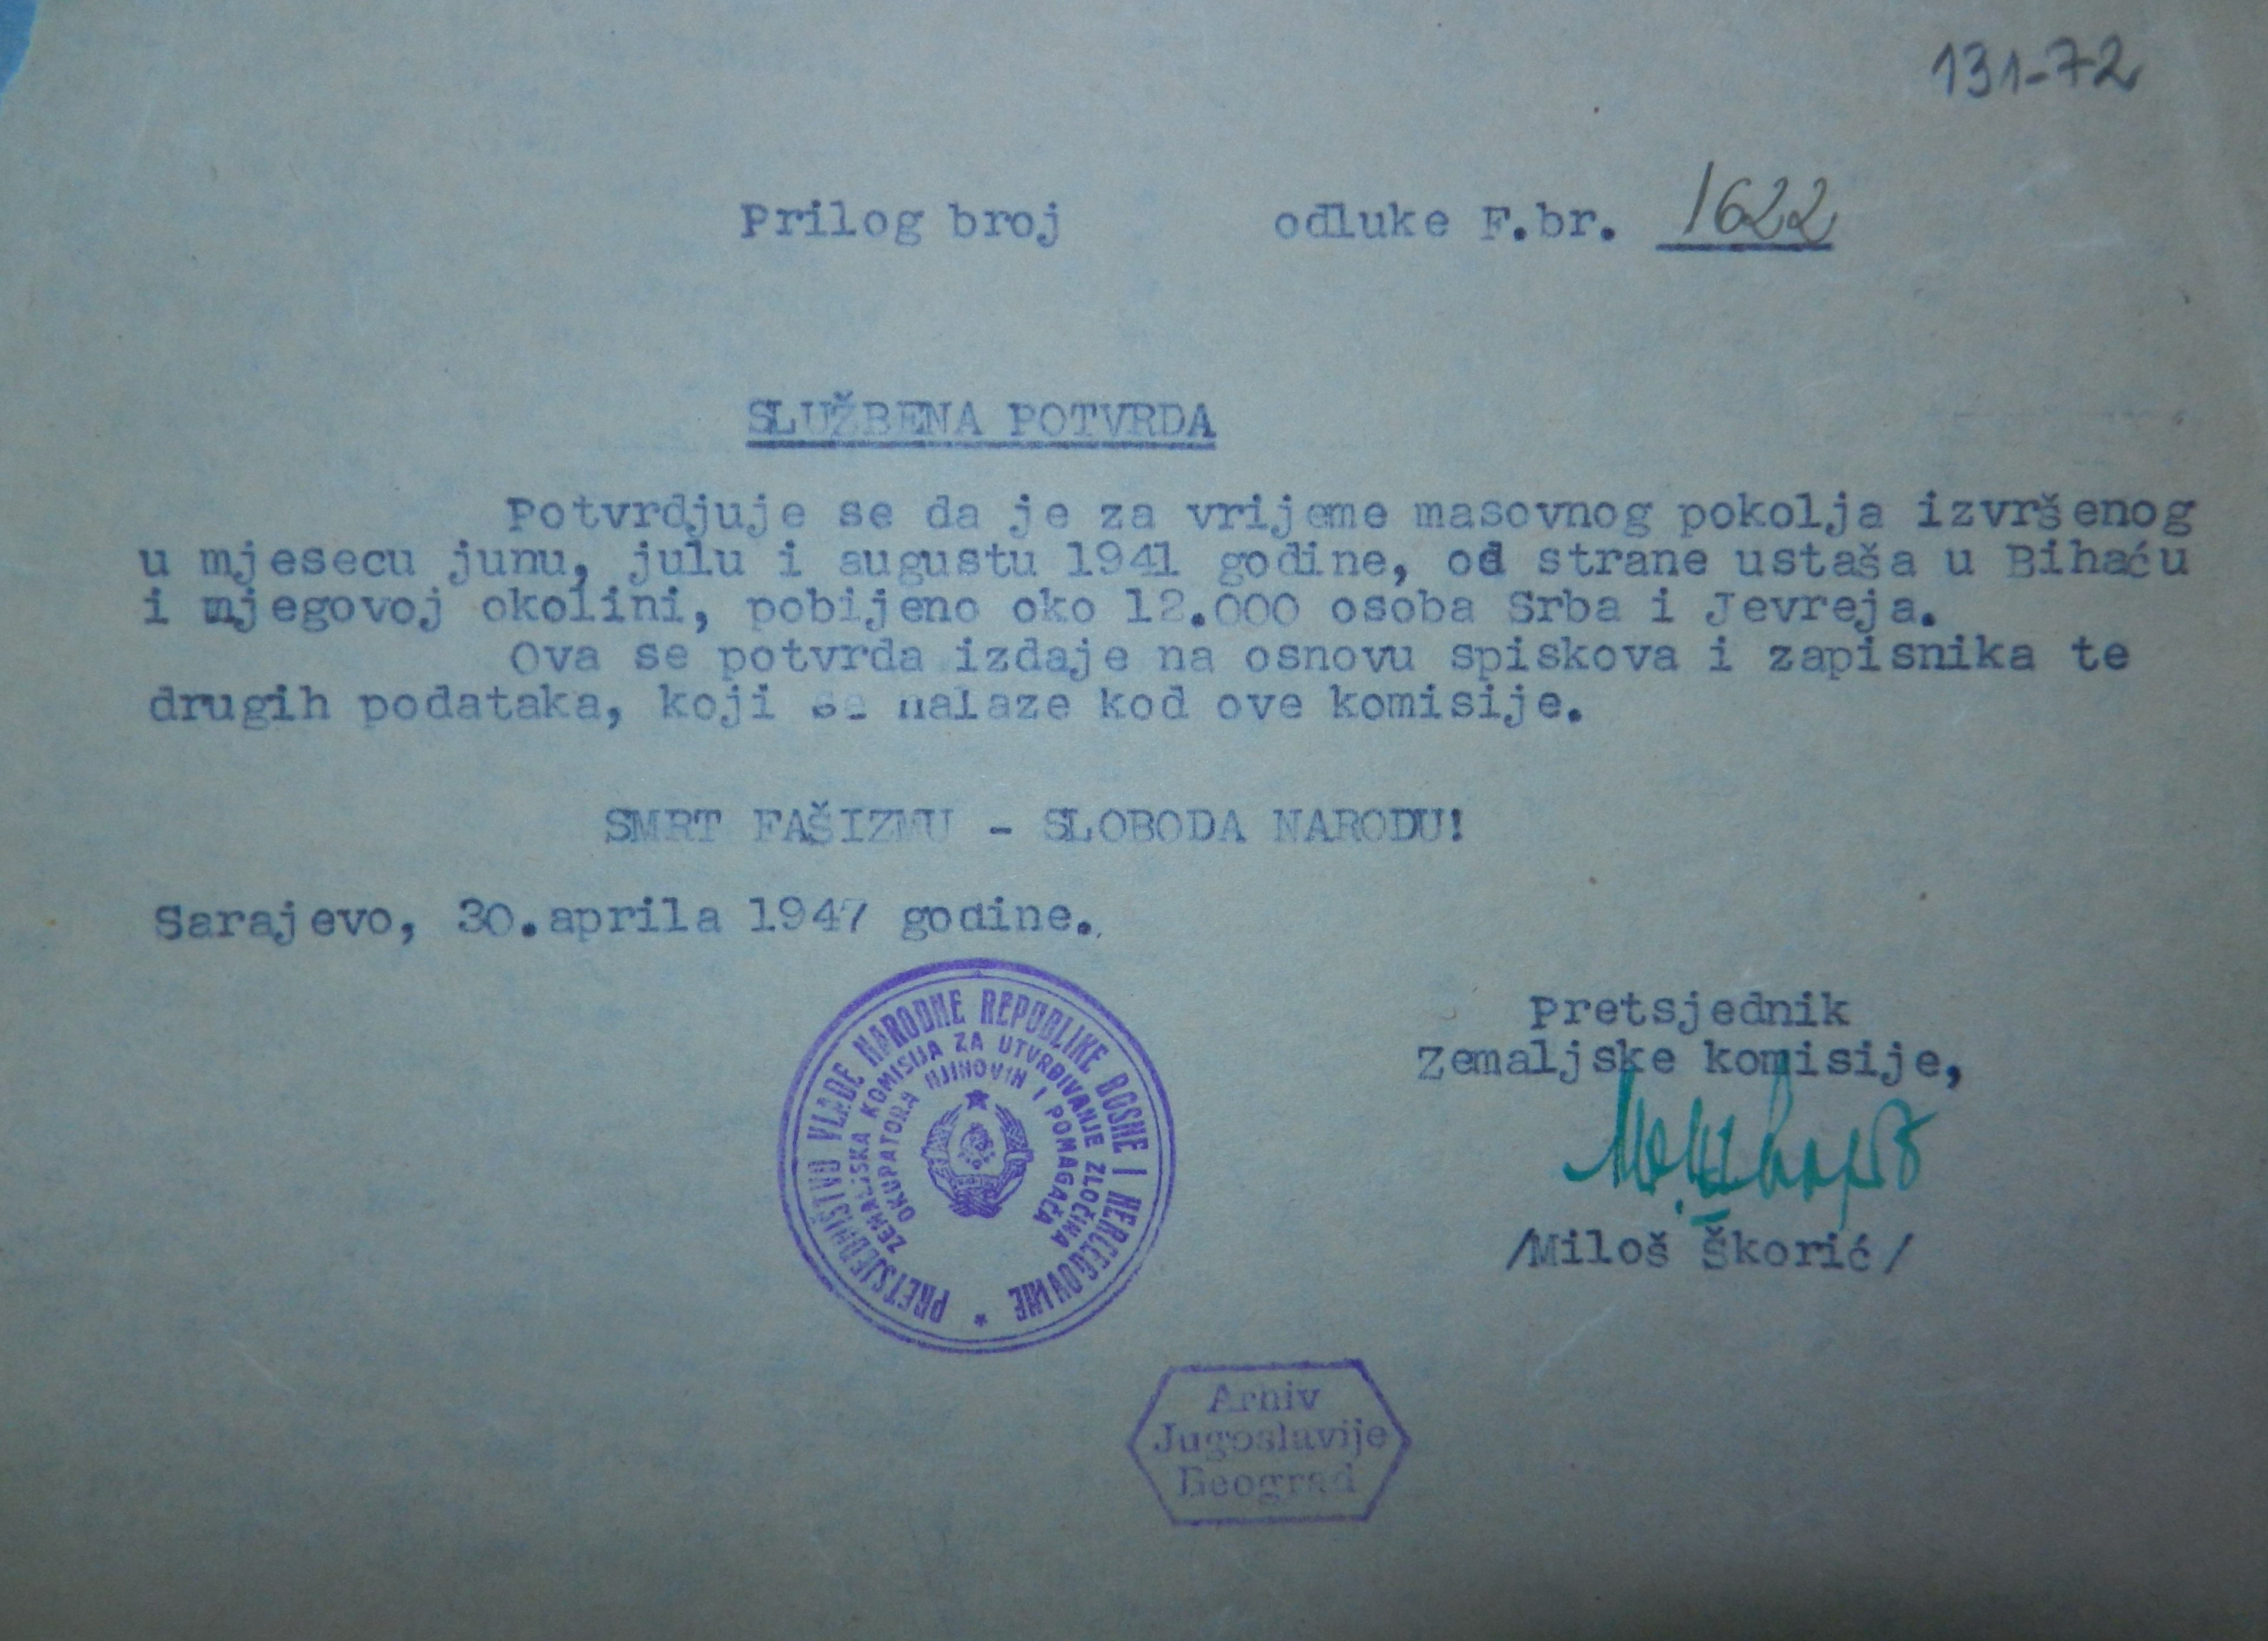 131-72
Prilog broj odluke F.br. 1622
SLUŽBENA POTVRDA
Potvrdjuje se da je za vrijeme masovnog pokolja izvršenog
u mjesecu junu, julu i augustu 1941 godine, od strane ustaša u Bihaću
i njegovoj okolini, pobijeno oko 12.000 osoba Srba i Jevreja.
Ova se potvrda izdaje na osnovu spiskova i zapisnika te
drugih podataka, koji se nalaze kod ove komisije.
SMRT FAŠIZMU - SLOBODA NARODU!
Sarajevo, 30.aprila 1947 godine.
PRETSJEDNIŠTVO VLADE NARODNE REPUBLIKE BOSNE I HERCEGOVINE *
ZEMALJSKA KOMISIJA ZA UTVRĐIVANJE ZLOČINA
OKUPATORA NJIHOVIH I POMAGAČA
Pretsjednik
Zemaljske komisije,
/Miloš Škorić/
Arhiv
Jugoslavije
Beograd